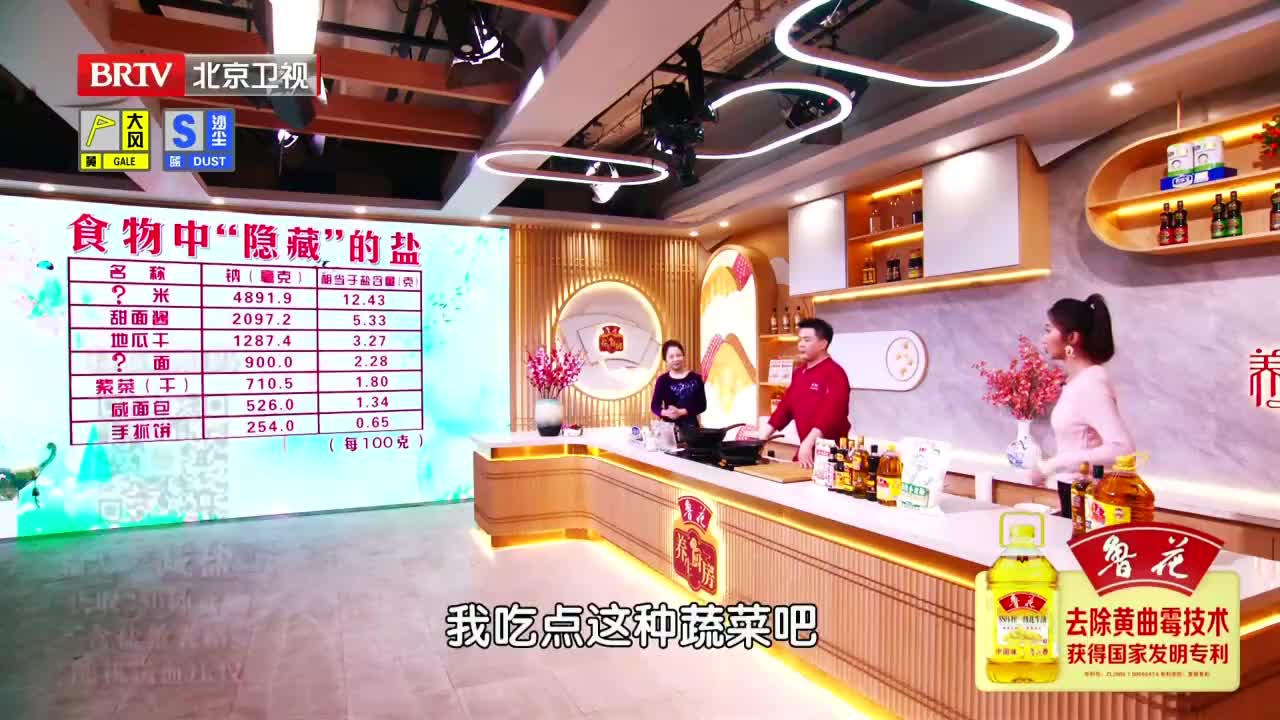 BRTV 北京卫视
大风
黄 GALE
S 沙尘
蓝 DUST
食物中“隐藏”的盐
名 称 钠(毫克) 相当于盐含量(克)
? 米 4891.9 12.43
甜面酱 2097.2 5.33
地瓜干 1287.4 3.27
? 面 900.0 2.28
紫菜(干) 710.5 1.80
咸面包 526.0 1.34
手抓饼 254.0 0.65
(每100克)
养
鲁花
养生厨房
鲁花
鲁花
去除黄曲霉技术
获得国家发明专利
我吃点这种蔬菜吧